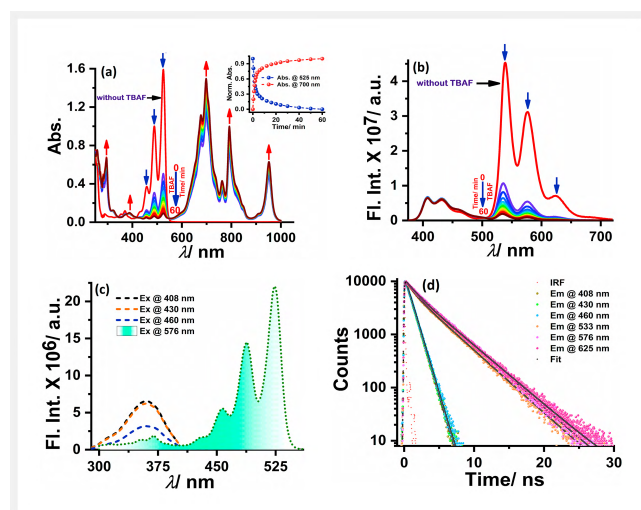 (a)
without TBAF
0
TBAF
Time/ min
60
Abs.
1.6
1.2
0.8
0.4
0.0
400
600
800
1000
λ/ nm
Norm. Abs.
0.9
0.6
0.3
0.0
Abs. @ 525 nm
Abs. @ 700 nm
0 20 40 60
Time/ min
(b)
without TBAF
0
Time/ min
TBAF
60
Fl. Int. X 10⁷/ a.u.
4
3
2
1
0
400 500 600 700
λ/ nm
(c)
Ex @ 408 nm
Ex @ 430 nm
Ex @ 460 nm
Ex @ 576 nm
Fl. Int. X 10⁶/ a.u.
20
15
10
5
0
300 375 450 525
λ/ nm
(d)
IRF
Em @ 408 nm
Em @ 430 nm
Em @ 460 nm
Em @ 533 nm
Em @ 576 nm
Em @ 625 nm
Fit
Counts
10000
1000
100
10
0 10 20 30
Time/ ns